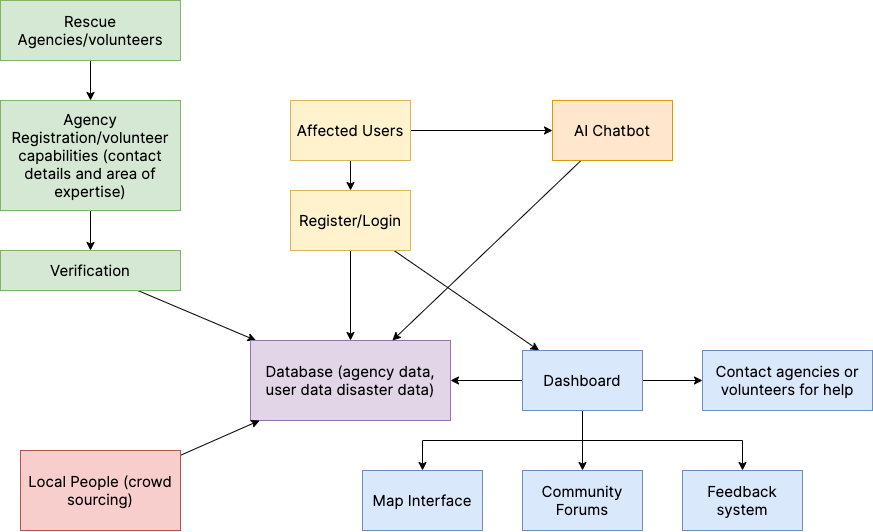 Rescue
Agencies/volunteers
Agency
Registration/volunteer
capabilities (contact
details and area of
expertise)
Affected Users
AI Chatbot
Register/Login
Verification
Database (agency data,
user data disaster data)
Dashboard
Contact agencies or
volunteers for help
Local People (crowd
sourcing)
Map Interface
Community
Forums
Feedback
system